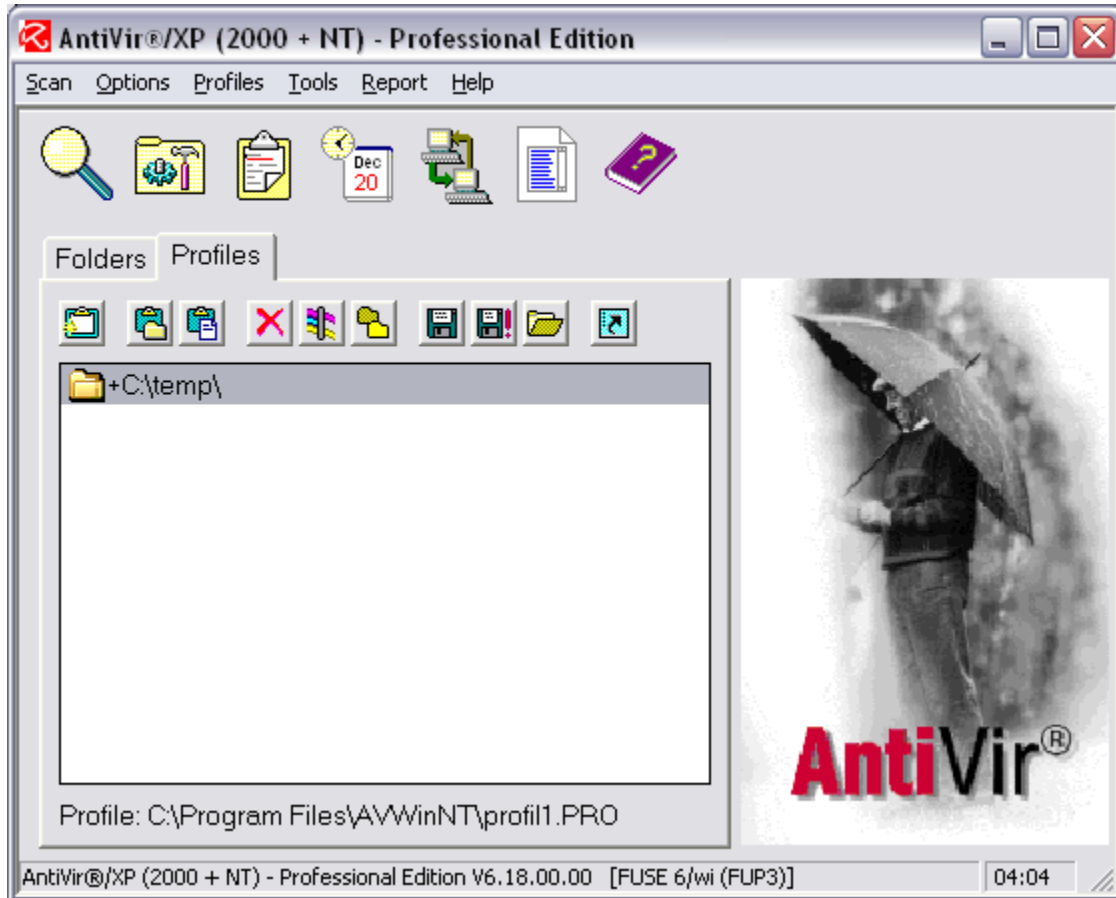 AntiVir®/XP (2000 + NT) - Professional Edition
Scan Options Profiles Tools Report Help
Dec
20
?
Folders Profiles
+C:\temp\
AntiVir®
Profile: C:\Program Files\AVWinNT\profil1.PRO
AntiVir®/XP (2000 + NT) - Professional Edition V6.18.00.00 [FUSE 6/wi (FUP3)] 04:04